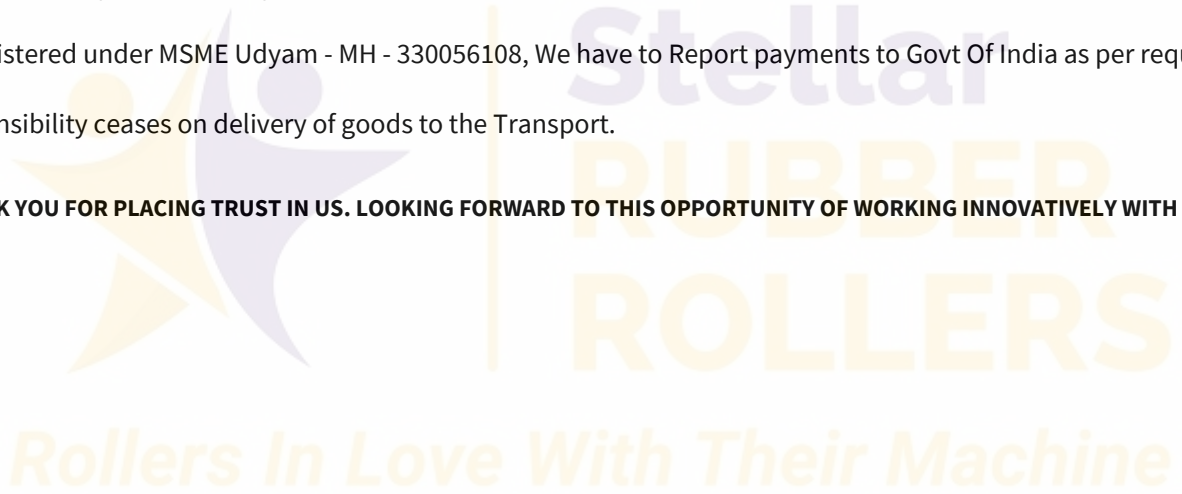 istered under MSME Udyam - MH - 330056108, We have to Report payments to Govt Of India as per requ
nsibility ceases on delivery of goods to the Transport.
K YOU FOR PLACING TRUST IN US. LOOKING FORWARD TO THIS OPPORTUNITY OF WORKING INNOVATIVELY WITH
Stellar
RUBBER
ROLLERS
Rollers In Love With Their Machine